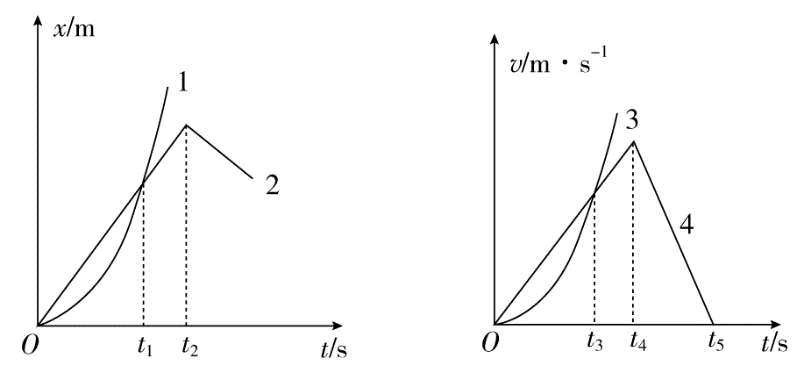 x/m
1
2
O
t₁
t₂
t/s
v/m・s⁻¹
3
4
O
t₃
t₄
t₅
t/s